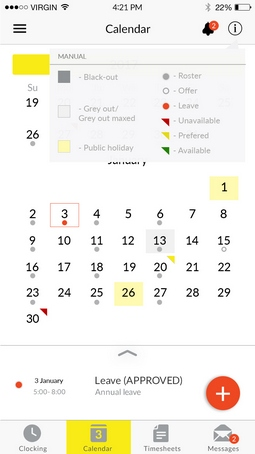 VIRGIN 4:21 PM 22%
Calendar 2 i
MANUAL
- Black-out
- Grey out/
Grey out maxed
- Public holiday
- Roster
- Offer
- Leave
- Unavailable
- Prefered
- Available
Su
19
26
January
1
2 3 4 5 6 7 8
9 10 11 12 13 14 15
16 17 18 19 20 21 22
23 24 25 26 27 28 29
30
3 January Leave (APPROVED)
5:00 - 8:00 Annual leave
+
3 2
Clocking Calendar Timesheets Messages